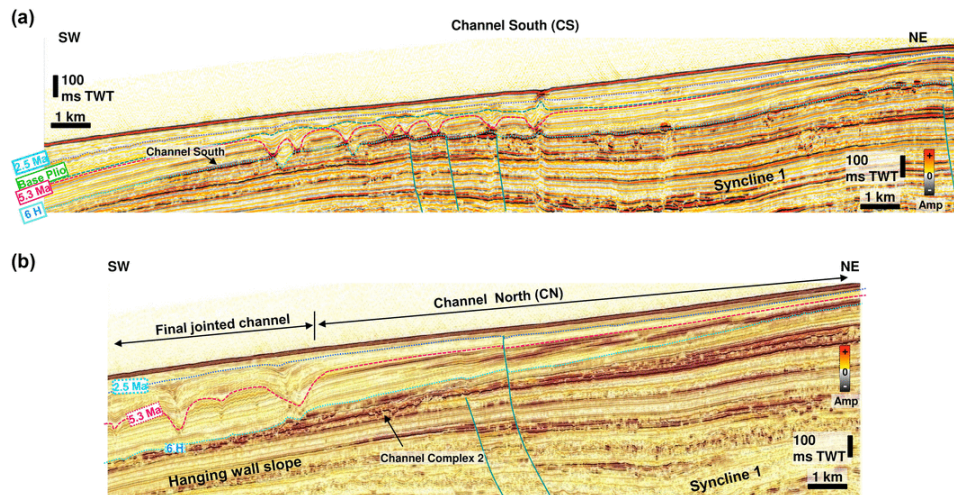 (a)
Channel South (CS)
SW
NE
100
ms TWT
1 km
Channel South
2.5 Ma
Base Plio
5.3 Ma
6 H
Syncline 1
100
ms TWT
1 km
+
0
-
Amp
(b)
SW
NE
Channel North (CN)
Final jointed channel
2.5 Ma
5.3 Ma
6 H
Hanging wall slope
Channel Complex 2
Syncline 1
+
0
-
Amp
100
ms TWT
1 km